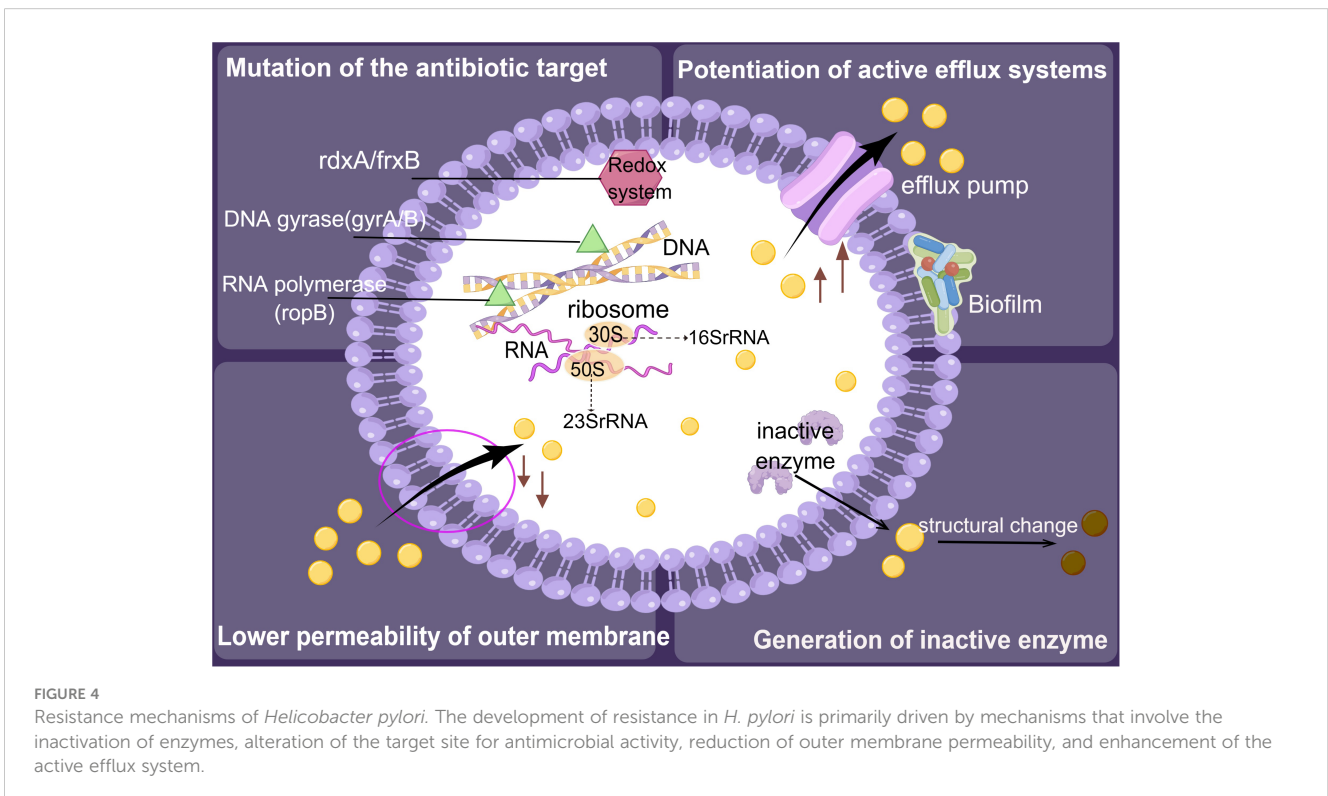 Mutation of the antibiotic target
Potentiation of active efflux systems
rdxA/frxB
Redox
system
efflux pump
DNA gyrase(gyrA/B)
DNA
RNA polymerase
(ropB)
ribosome
30S
16SrRNA
RNA
50S
23SrRNA
Biofilm
inactive
enzyme
structural change
Lower permeability of outer membrane
Generation of inactive enzyme
FIGURE 4
Resistance mechanisms of Helicobacter pylori. The development of resistance in H. pylori is primarily driven by mechanisms that involve the
inactivation of enzymes, alteration of the target site for antimicrobial activity, reduction of outer membrane permeability, and enhancement of the
active efflux system.